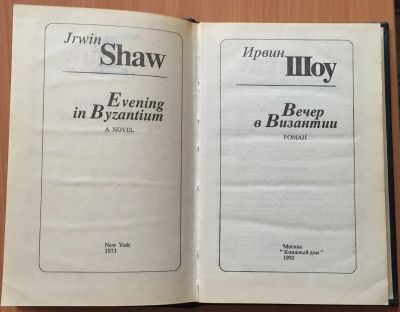 Jrwin
Shaw
Evening
in Byzantium
A NOVEL
New York
1973
Ирвин
Шоу
Вечер
в Византии
РОМАН
Москва
"Книжный дом"
1992